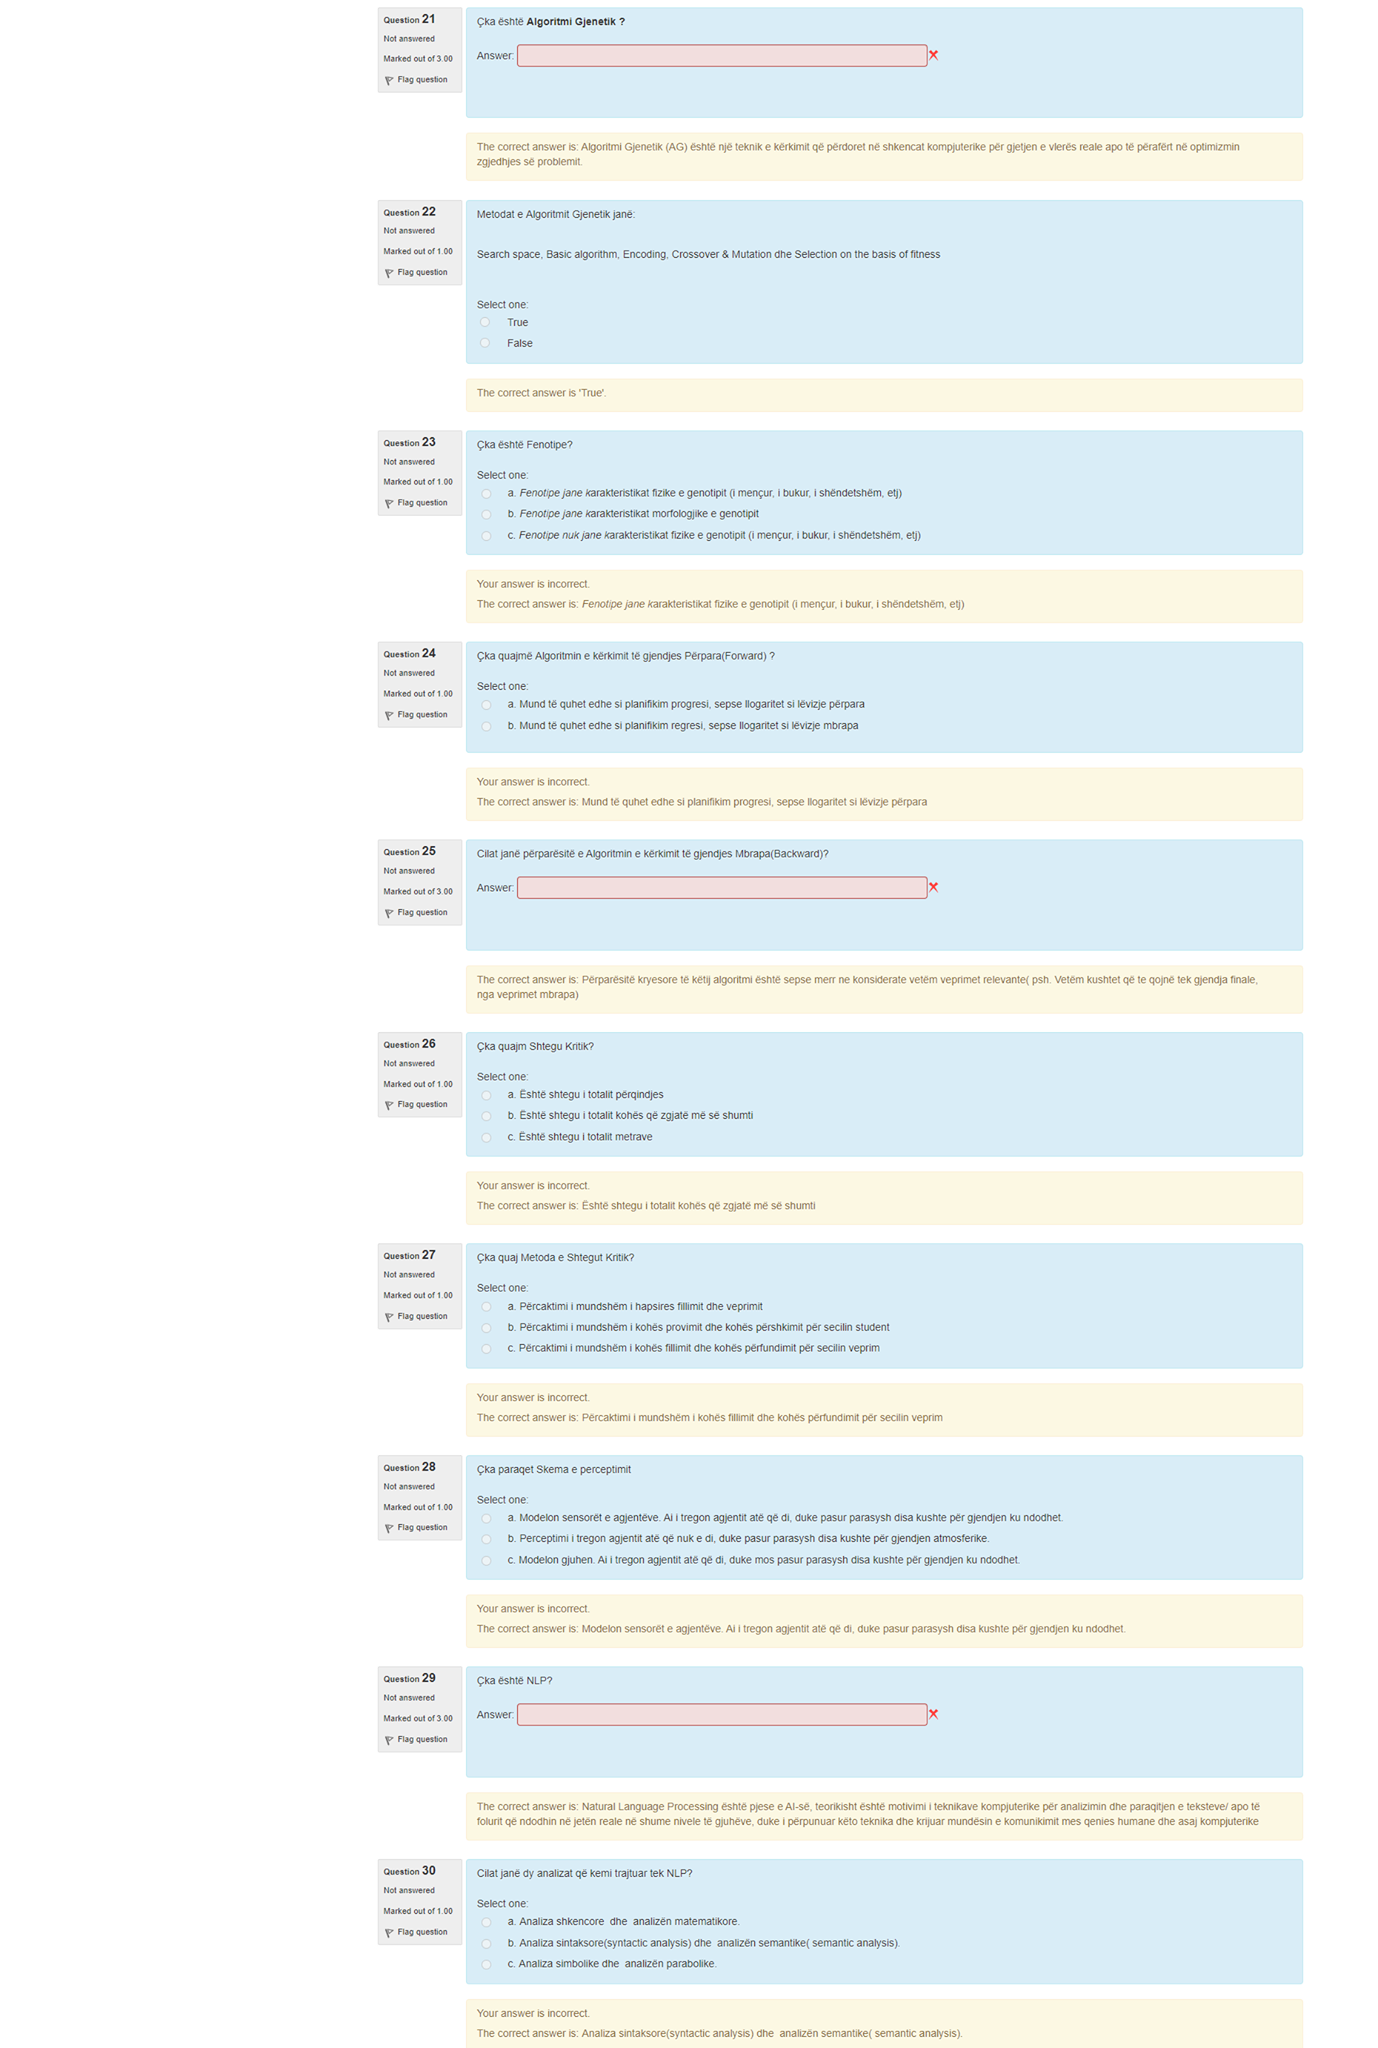 Question 21
Not answered
Marked out of 3.00
Flag question
Çka është Algoritmi Gjenetik ?
Answer:
The correct answer is: Algoritmi Gjenetik (AG) është një teknik e kërkimit që përdoret në shkencat kompjuterike për gjetjen e vlerës reale apo të përafërt në optimizmin
zgjedhjes së problemit.
Question 22
Not answered
Marked out of 1.00
Flag question
Metodat e Algoritmit Gjenetik janë:
Search space, Basic algorithm, Encoding, Crossover & Mutation dhe Selection on the basis of fitness
Select one:
True
False
The correct answer is 'True'.
Question 23
Not answered
Marked out of 1.00
Flag question
Çka është Fenotipe?
Select one:
a. Fenotipe jane karakteristikat fizike e genotipit (i mençur, i bukur, i shëndetshëm, etj)
b. Fenotipe jane karakteristikat morfologjike e genotipit
c. Fenotipe nuk jane karakteristikat fizike e genotipit (i mençur, i bukur, i shëndetshëm, etj)
Your answer is incorrect.
The correct answer is: Fenotipe jane karakteristikat fizike e genotipit (i mençur, i bukur, i shëndetshëm, etj)
Question 24
Not answered
Marked out of 1.00
Flag question
Çka quajmë Algoritmin e kërkimit të gjendjes Përpara(Forward) ?
Select one:
a. Mund të quhet edhe si planifikim progresi, sepse llogaritet si lëvizje përpara
b. Mund të quhet edhe si planifikim regresi, sepse llogaritet si lëvizje mbrapa
Your answer is incorrect.
The correct answer is: Mund të quhet edhe si planifikim progresi, sepse llogaritet si lëvizje përpara
Question 25
Not answered
Marked out of 3.00
Flag question
Cilat janë përparësitë e Algoritmin e kërkimit të gjendjes Mbrapa(Backward)?
Answer:
The correct answer is: Përparësitë kryesore të këtij algoritmi është sepse merr ne konsiderate vetëm veprimet relevante( psh. Vetëm kushtet që te qojnë tek gjendja finale,
nga veprimet mbrapa)
Question 26
Not answered
Marked out of 1.00
Flag question
Çka quajm Shtegu Kritik?
Select one:
a. Është shtegu i totalit përqindjes
b. Është shtegu i totalit kohës që zgjatë më së shumti
c. Është shtegu i totalit metrave
Your answer is incorrect.
The correct answer is: Është shtegu i totalit kohës që zgjatë më së shumti
Question 27
Not answered
Marked out of 1.00
Flag question
Çka quaj Metoda e Shtegut Kritik?
Select one:
a. Përcaktimi i mundshëm i hapsires fillimit dhe veprimit
b. Përcaktimi i mundshëm i kohës provimit dhe kohës përshkimit për secilin student
c. Përcaktimi i mundshëm i kohës fillimit dhe kohës përfundimit për secilin veprim
Your answer is incorrect.
The correct answer is: Përcaktimi i mundshëm i kohës fillimit dhe kohës përfundimit për secilin veprim
Question 28
Not answered
Marked out of 1.00
Flag question
Çka paraqet Skema e perceptimit
Select one:
a. Modelon sensorët e agjentëve. Ai i tregon agjentit atë që di, duke pasur parasysh disa kushte për gjendjen ku ndodhet.
b. Perceptimi i tregon agjentit atë që nuk e di, duke pasur parasysh disa kushte për gjendjen atmosferike.
c. Modelon gjuhen. Ai i tregon agjentit atë që di, duke mos pasur parasysh disa kushte për gjendjen ku ndodhet.
Your answer is incorrect.
The correct answer is: Modelon sensorët e agjentëve. Ai i tregon agjentit atë që di, duke pasur parasysh disa kushte për gjendjen ku ndodhet.
Question 29
Not answered
Marked out of 3.00
Flag question
Çka është NLP?
Answer:
The correct answer is: Natural Language Processing është pjese e AI-së, teorikisht është motivimi i teknikave kompjuterike për analizimin dhe paraqitjen e teksteve/ apo të
folurit që ndodhin në jetën reale në shume nivele të gjuhëve, duke i përpunuar këto teknika dhe krijuar mundësin e komunikimit mes qenies humane dhe asaj kompjuterike
Question 30
Not answered
Marked out of 1.00
Flag question
Cilat janë dy analizat që kemi trajtuar tek NLP?
Select one:
a. Analiza shkencore dhe analizën matematikore.
b. Analiza sintaksore(syntactic analysis) dhe analizën semantike( semantic analysis).
c. Analiza simbolike dhe analizën parabolike.
Your answer is incorrect.
The correct answer is: Analiza sintaksore(syntactic analysis) dhe analizën semantike( semantic analysis).